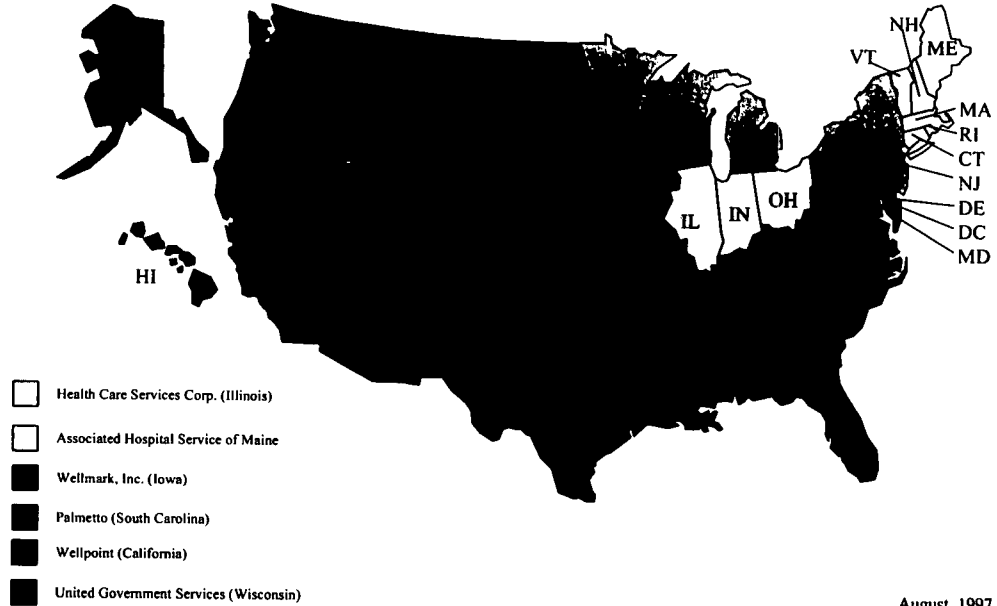 NH
ME
VT
MA
RI
CT
NJ
DE
DC
MD
IL
IN
OH
HI
Health Care Services Corp. (Illinois)
Associated Hospital Service of Maine
Wellmark, Inc. (Iowa)
Palmetto (South Carolina)
Wellpoint (California)
United Government Services (Wisconsin)
August, 1997